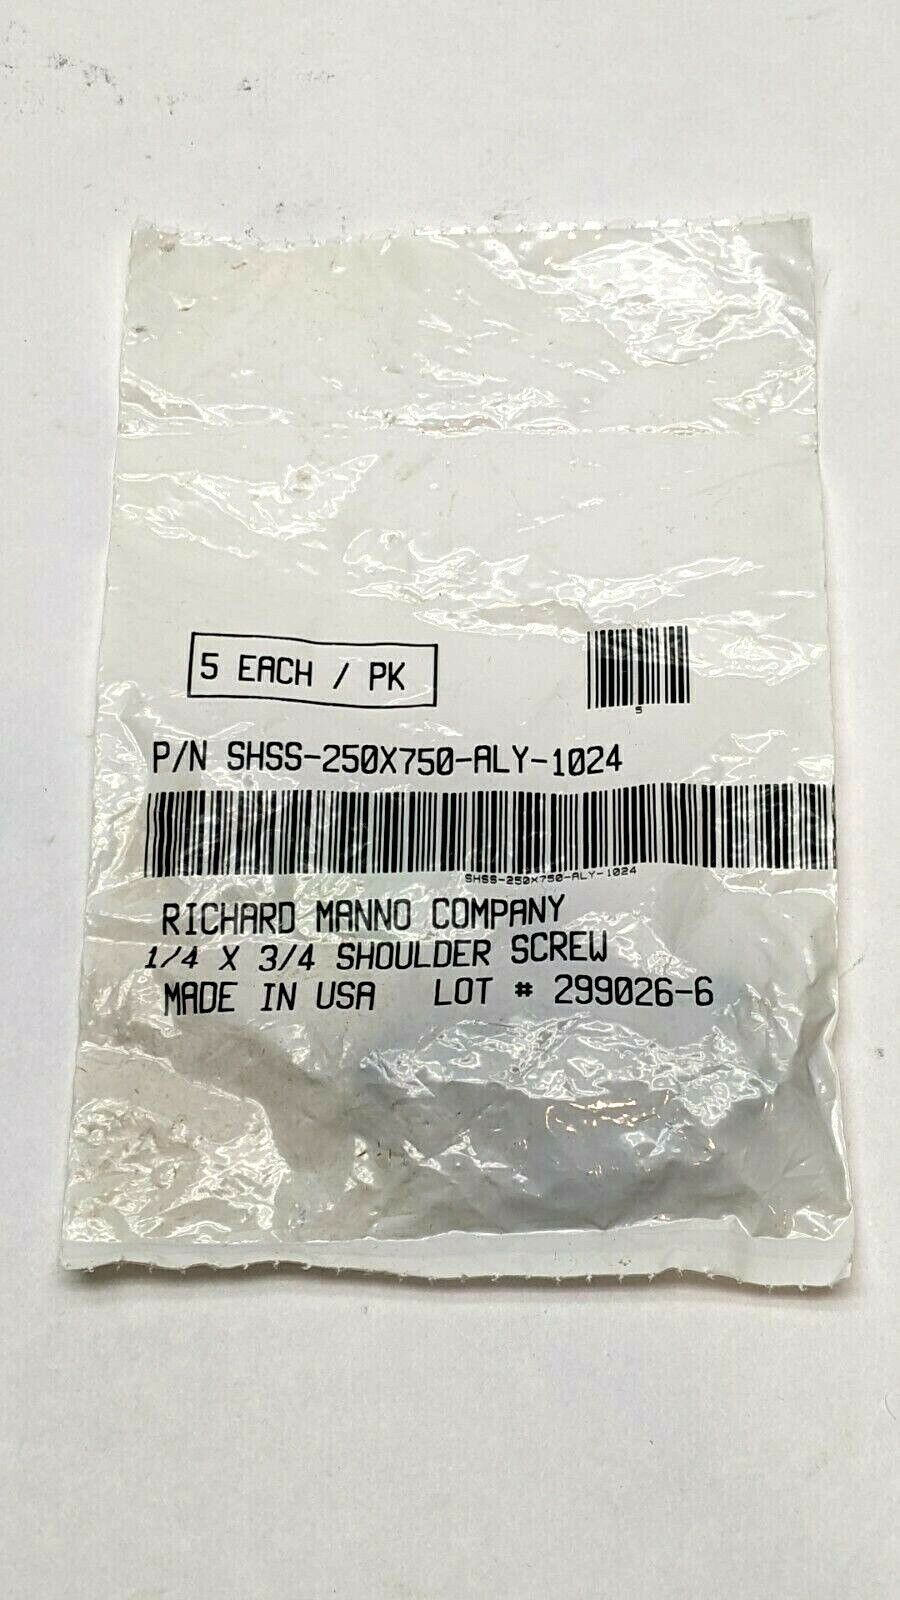 5 EACH / PK
5
P/N SHSS-250X750-ALY-1024
SHSS-250X750-ALY-1024
RICHARD MANNO COMPANY
1/4 X 3/4 SHOULDER SCREW
MADE IN USA LOT # 299026-6